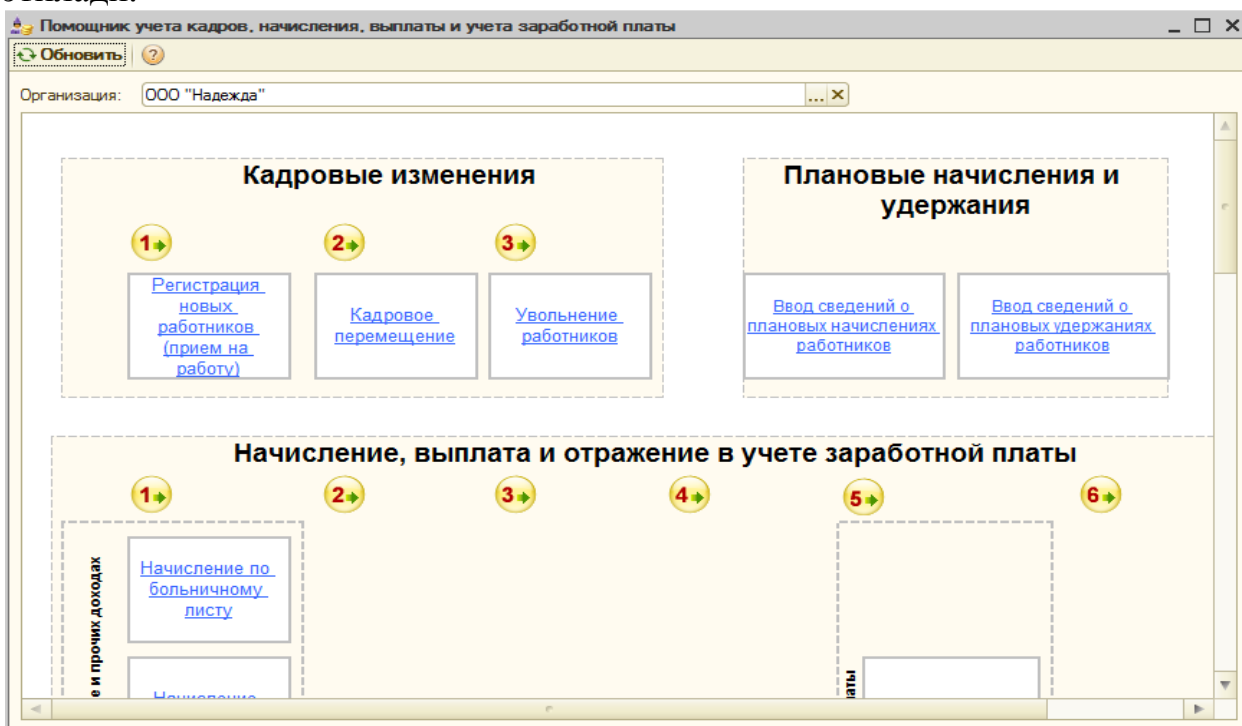 Помощник учета кадров, начисления, выплаты и учета заработной платы
Обновить
Организация: ООО "Надежда"
Кадровые изменения
1
2
3
Регистрация
новых
работников
(прием на
работу)
Кадровое
перемещение
Увольнение
работников
Плановые начисления и
удержания
Ввод сведений о
плановых начислениях
работников
Ввод сведений о
плановых удержаниях
работников
Начисление, выплата и отражение в учете заработной платы
1
2
3
4
5
6
е и прочих доходах
Начисление по
больничному
листу
Начисление